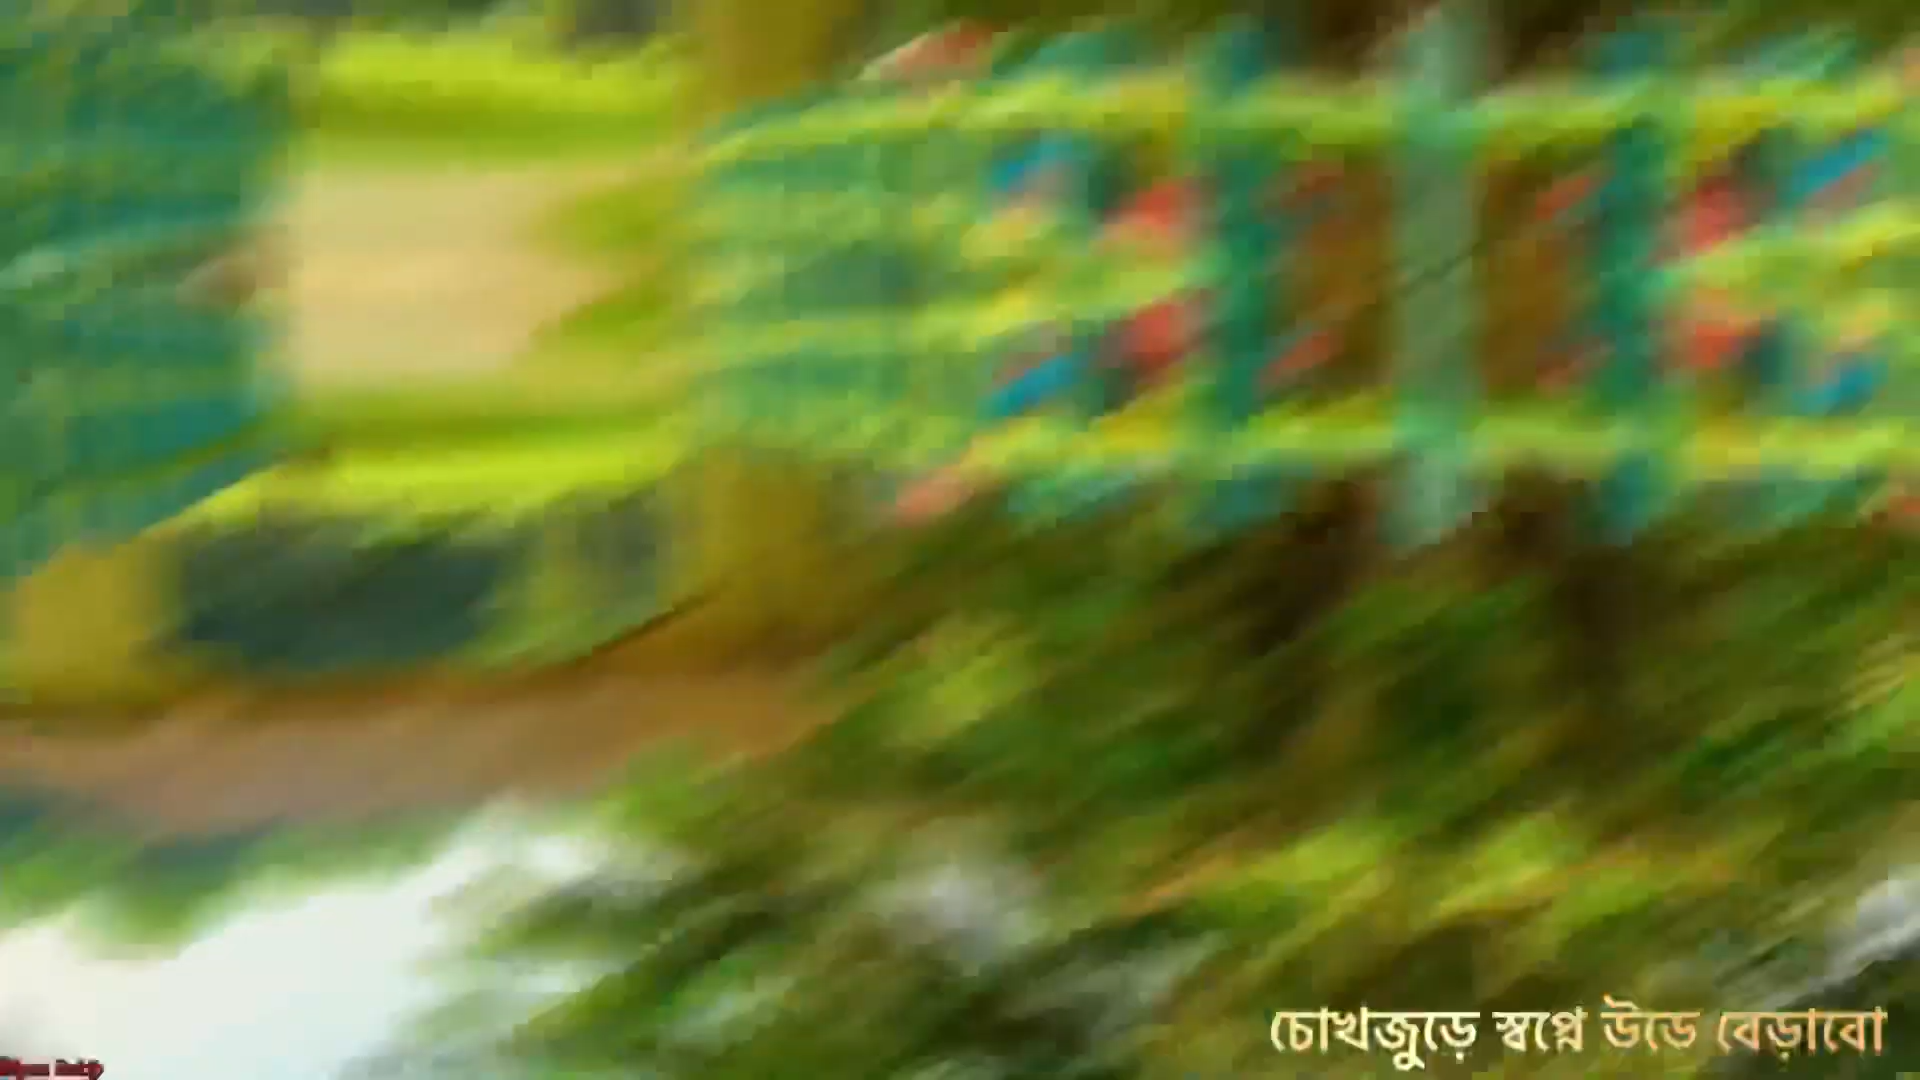 চোখজুড়ে স্বপ্নে উডে বেড়াবো